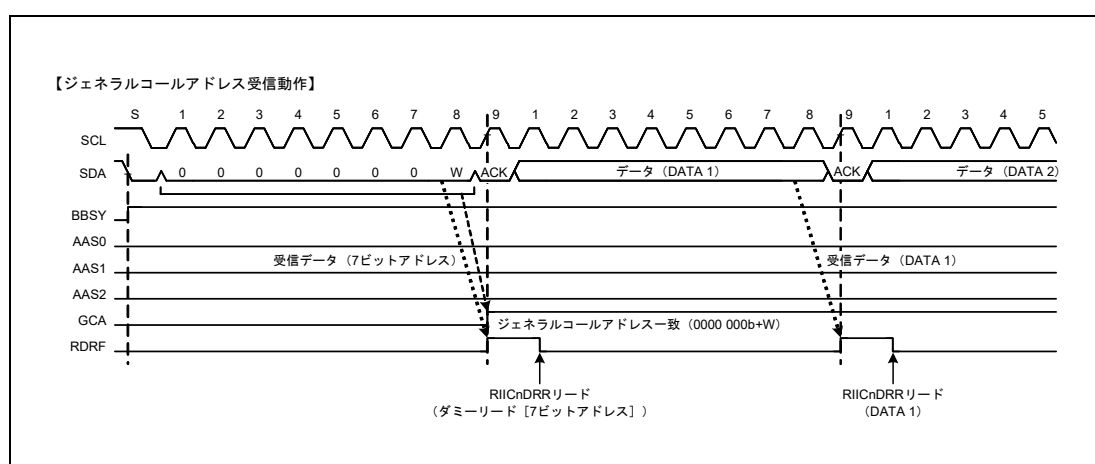 【ジェネラルコールアドレス受信動作】
S 1 2 3 4 5 6 7 8 9 1 2 3 4 5 6 7 8 9 1 2 3 4 5
SCL
SDA 0 0 0 0 0 0 0 W ACK データ（DATA 1） ACK データ（DATA 2）
BBSY
AAS0
受信データ（7ビットアドレス） 受信データ（DATA 1）
AAS1
AAS2
GCA ジェネラルコールアドレス一致（0000 000b+W）
RDRF
RIICnDRRリード RIICnDRRリード
（ダミーリード［7ビットアドレス］） （DATA 1）